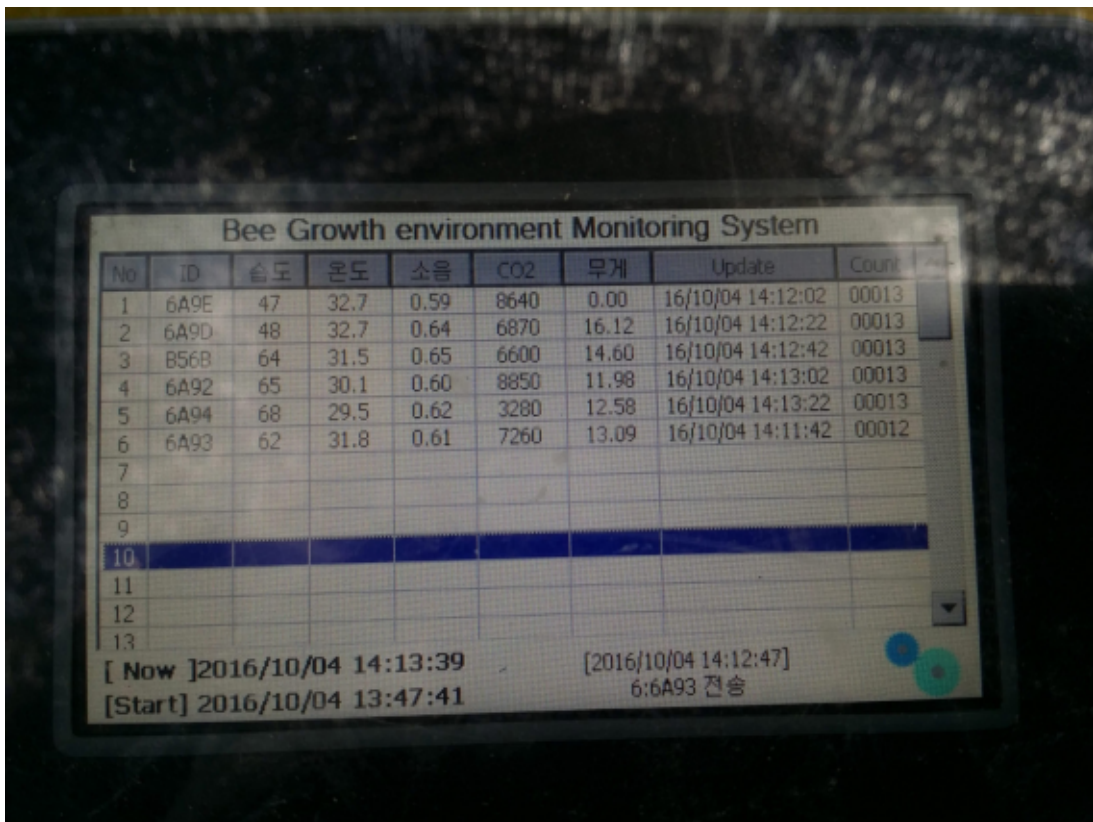 Bee Growth environment Monitoring System
No ID 습도 온도 소음 CO2 무게 Update Count
1 6A9E 47 32.7 0.59 8640 0.00 16/10/04 14:12:02 00013
2 6A9D 48 32.7 0.64 6870 16.12 16/10/04 14:12:22 00013
3 B56B 64 31.5 0.65 6600 14.60 16/10/04 14:12:42 00013
4 6A92 65 30.1 0.60 8850 11.98 16/10/04 14:13:02 00013
5 6A94 68 29.5 0.62 3280 12.58 16/10/04 14:13:22 00013
6 6A93 62 31.8 0.61 7260 13.09 16/10/04 14:11:42 00012
7
8
9
10
11
12
13
[ Now ]2016/10/04 14:13:39 [2016/10/04 14:12:47]
[Start] 2016/10/04 13:47:41 6:6A93 전송